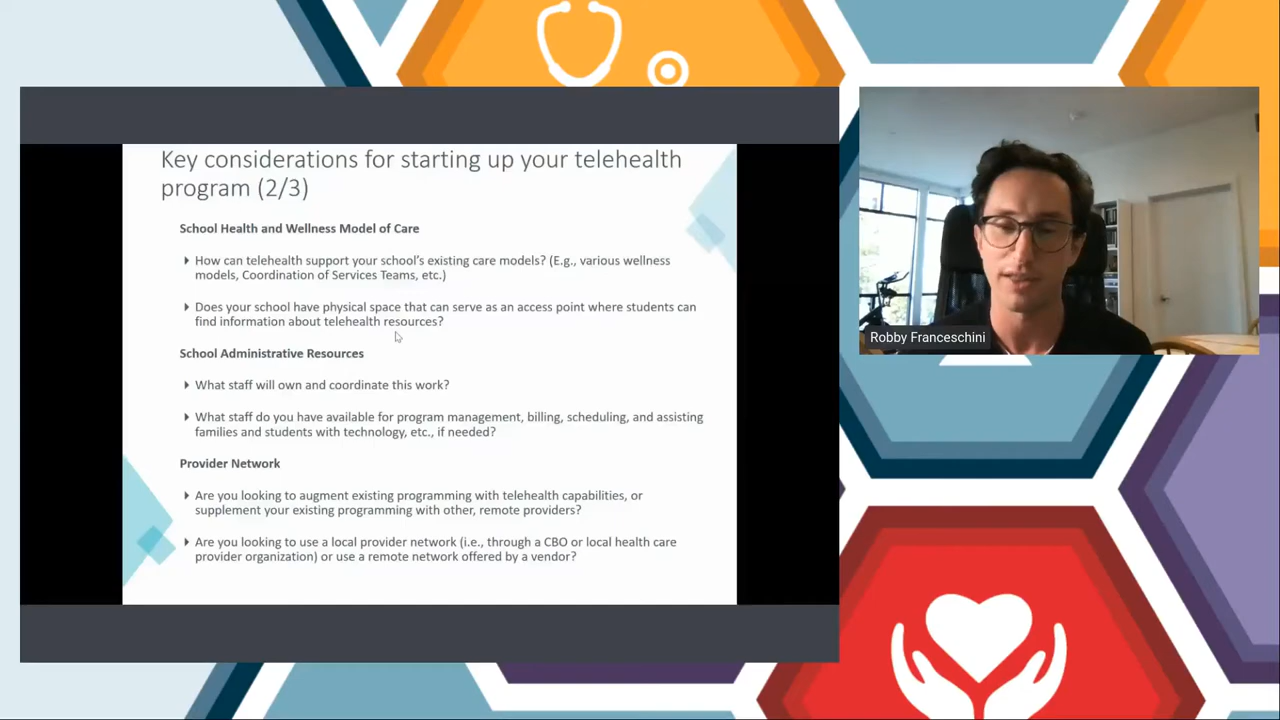 Key considerations for starting up your telehealth
program (2/3)
School Health and Wellness Model of Care
How can telehealth support your school's existing care models? (E.g., various wellness
models, Coordination of Services Teams, etc.)
Does your school have physical space that can serve as an access point where students can
find information about telehealth resources?
School Administrative Resources
What staff will own and coordinate this work?
What staff do you have available for program management, billing, scheduling, and assisting
families and students with technology, etc., if needed?
Provider Network
Are you looking to augment existing programming with telehealth capabilities, or
supplement your existing programming with other, remote providers?
Are you looking to use a local provider network (i.e., through a CBO or local health care
provider organization) or use a remote network offered by a vendor?
Robby Franceschini